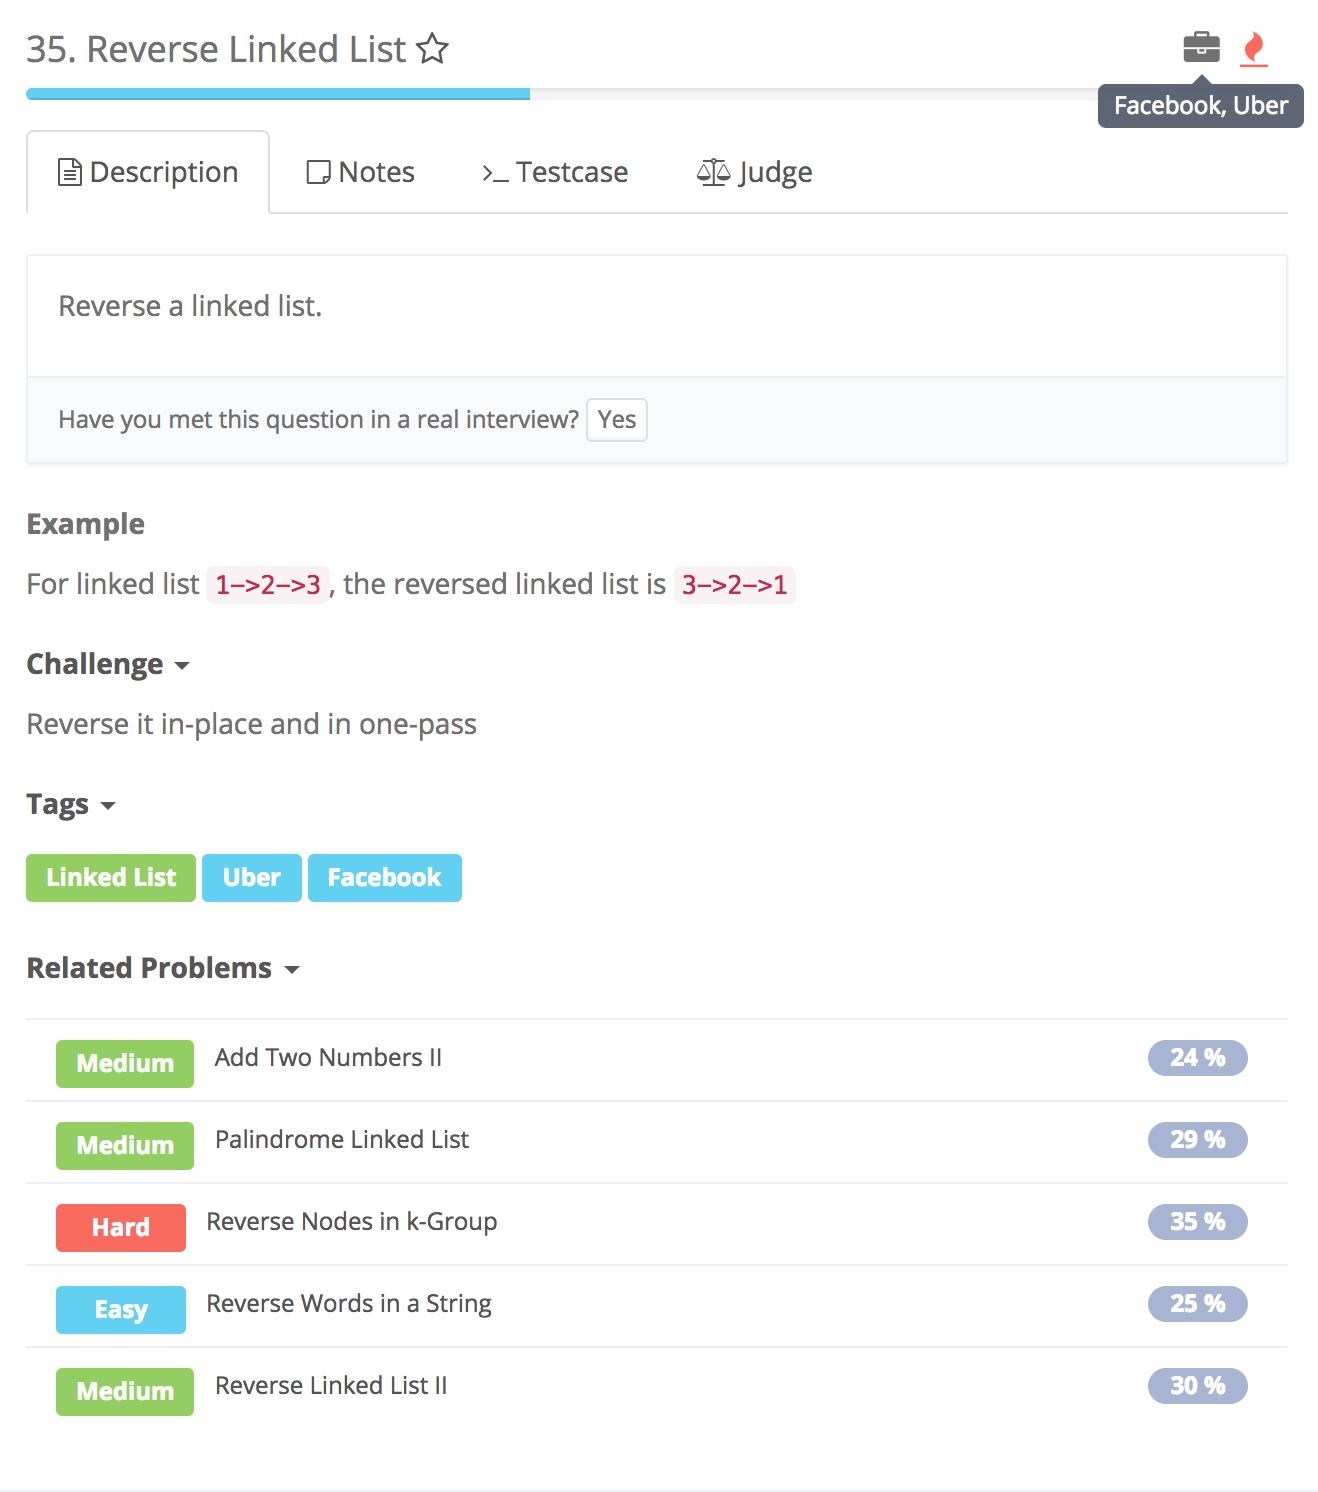 35. Reverse Linked List
Facebook, Uber
Description Notes Testcase Judge
Reverse a linked list.
Have you met this question in a real interview? Yes
Example
For linked list 1->2->3, the reversed linked list is 3->2->1
Challenge
Reverse it in-place and in one-pass
Tags
Linked List Uber Facebook
Related Problems
Medium Add Two Numbers II 24 %
Medium Palindrome Linked List 29 %
Hard Reverse Nodes in k-Group 35 %
Easy Reverse Words in a String 25 %
Medium Reverse Linked List II 30 %